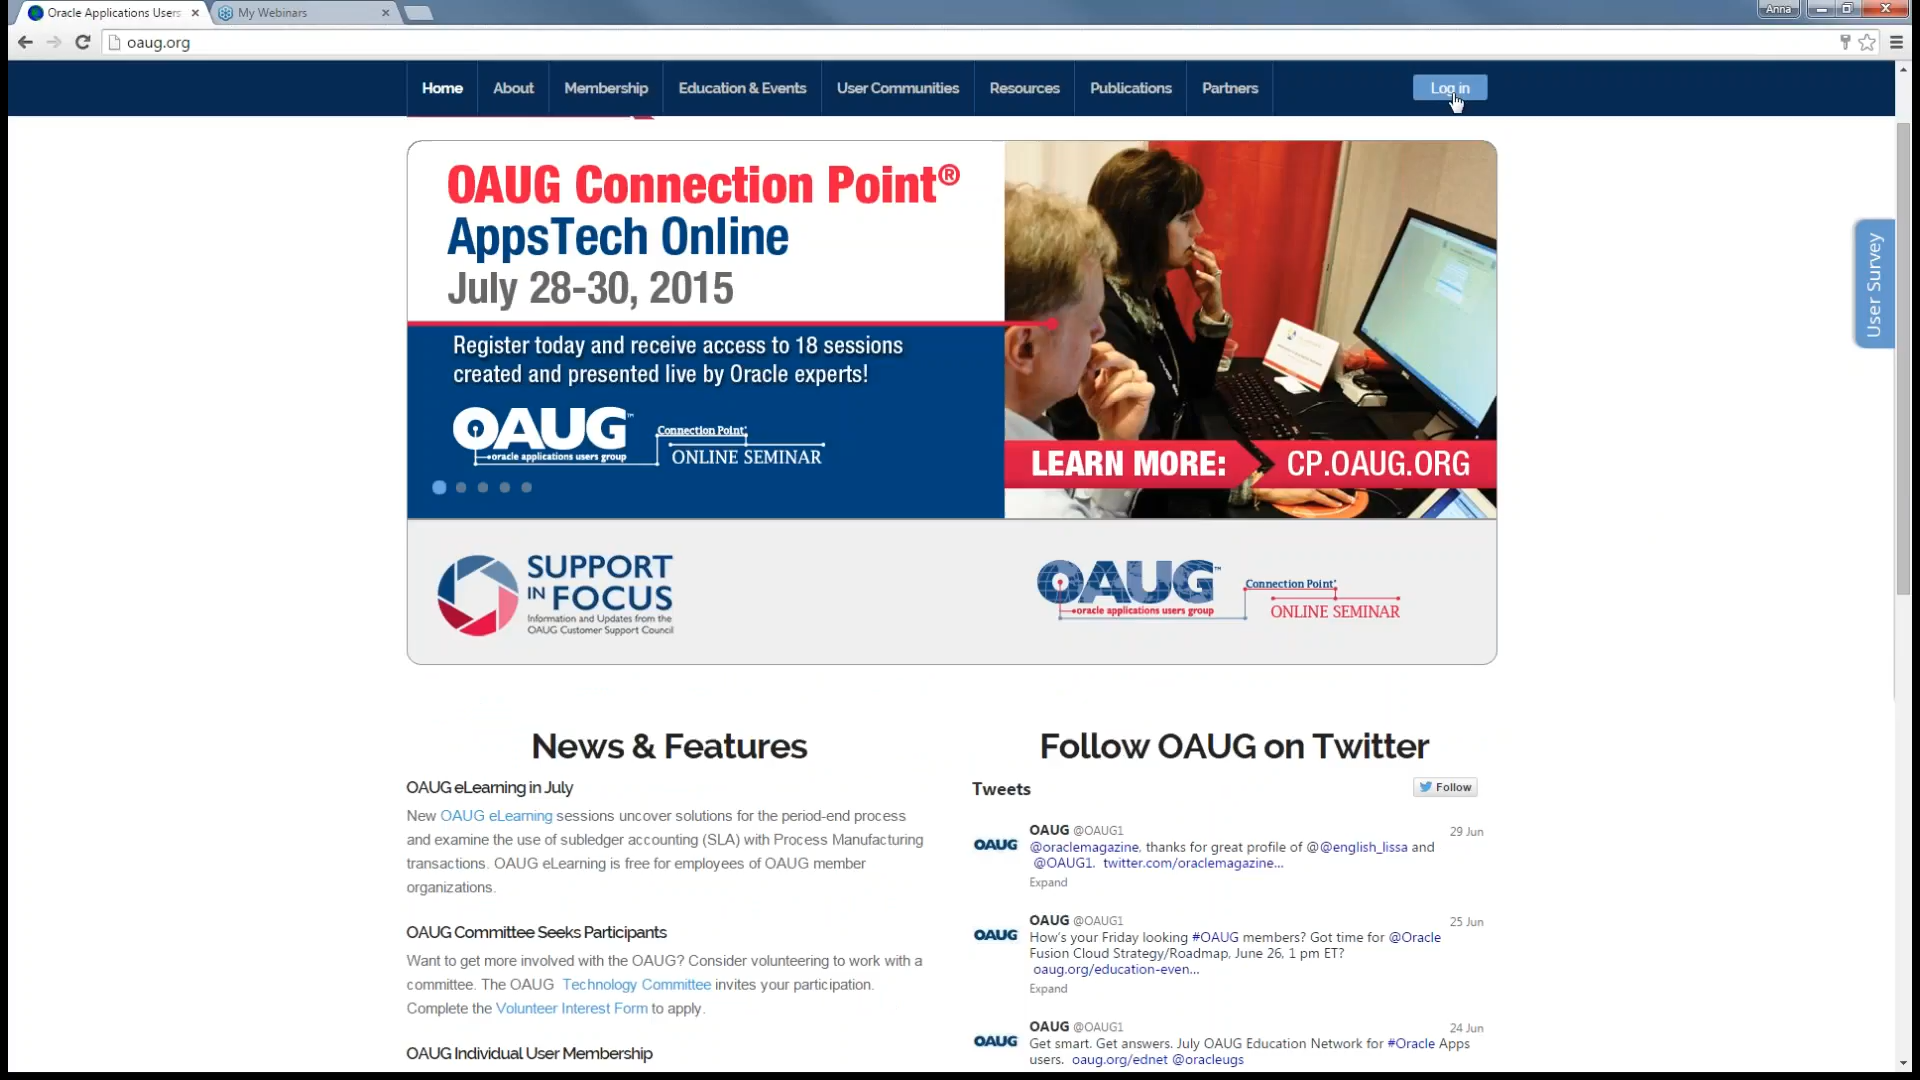 Oracle Applications Users
My Webinars
Anna
oaug.org
Home
About
Membership
Education & Events
User Communities
Resources
Publications
Partners
Log in
OAUG Connection Point®
AppsTech Online
July 28-30, 2015
Register today and receive access to 18 sessions
created and presented live by Oracle experts!
OAUG™
oracle applications users group
Connection Point
ONLINE SEMINAR
LEARN MORE:
CP.OAUG.ORG
User Survey
SUPPORT
IN FOCUS
Information and Updates from the
OAUG Customer Support Council
OAUG™
oracle applications users group
Connection Point
ONLINE SEMINAR
News & Features
OAUG eLearning in July
New OAUG eLearning sessions uncover solutions for the period-end process
and examine the use of subledger accounting (SLA) with Process Manufacturing
transactions. OAUG eLearning is free for employees of OAUG member
organizations.
OAUG Committee Seeks Participants
Want to get more involved with the OAUG? Consider volunteering to work with a
committee. The OAUG Technology Committee invites your participation.
Complete the Volunteer Interest Form to apply.
OAUG Individual User Membership
Follow OAUG on Twitter
Tweets
Follow
OAUG @OAUG1
29 Jun
@oraclemagazine, thanks for great profile of @@english_lissa and
@OAUG1. twitter.com/oraclemagazine...
Expand
OAUG
OAUG @OAUG1
25 Jun
How's your Friday looking #OAUG members? Got time for @Oracle
Fusion Cloud Strategy/Roadmap, June 26, 1 pm ET?
oaug.org/education-even...
Expand
OAUG
OAUG @OAUG1
24 Jun
Get smart. Get answers. July OAUG Education Network for #Oracle Apps
users. oaug.org/ednet @oracleugs
OAUG